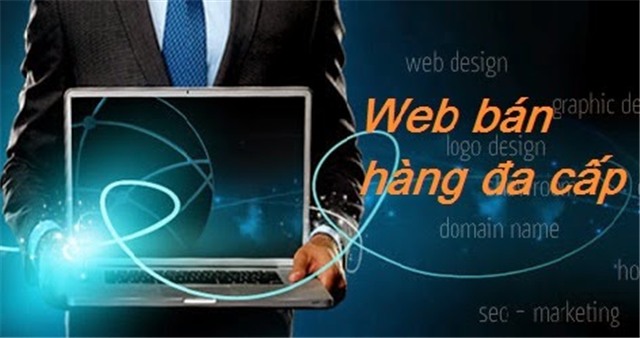 web design
Web bán
graphic de
logo design
hàng đa cấp
domain name
ho
seo - marketing